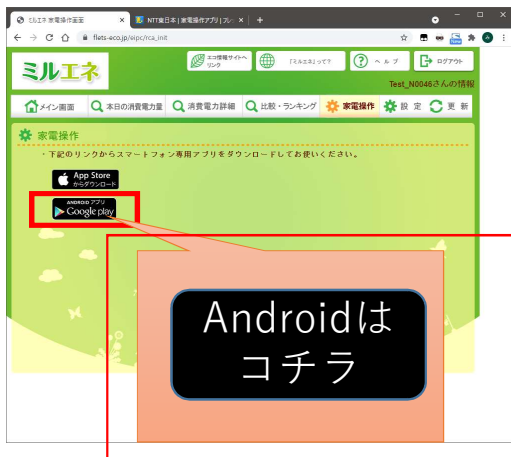 ミルエネ 家電操作画面
NTT東日本 | 家電操作アプリ | フレ
flets-eco.jp/eipc/rca_init
ミルエネ
エコ情報サイトへ
リンク
「ミルエネ」って?
ヘルプ
ログアウト
Test_N0046さんの情報
メイン画面
本日の消費電力量
消費電力詳細
比較・ランキング
家電操作
設定
更新
家電操作
・下記のリンクからスマートフォン専用アプリをダウンロードしてお使いください。
App Store
からダウンロード
ANDROID アプリ
Google play
Androidは
コチラ